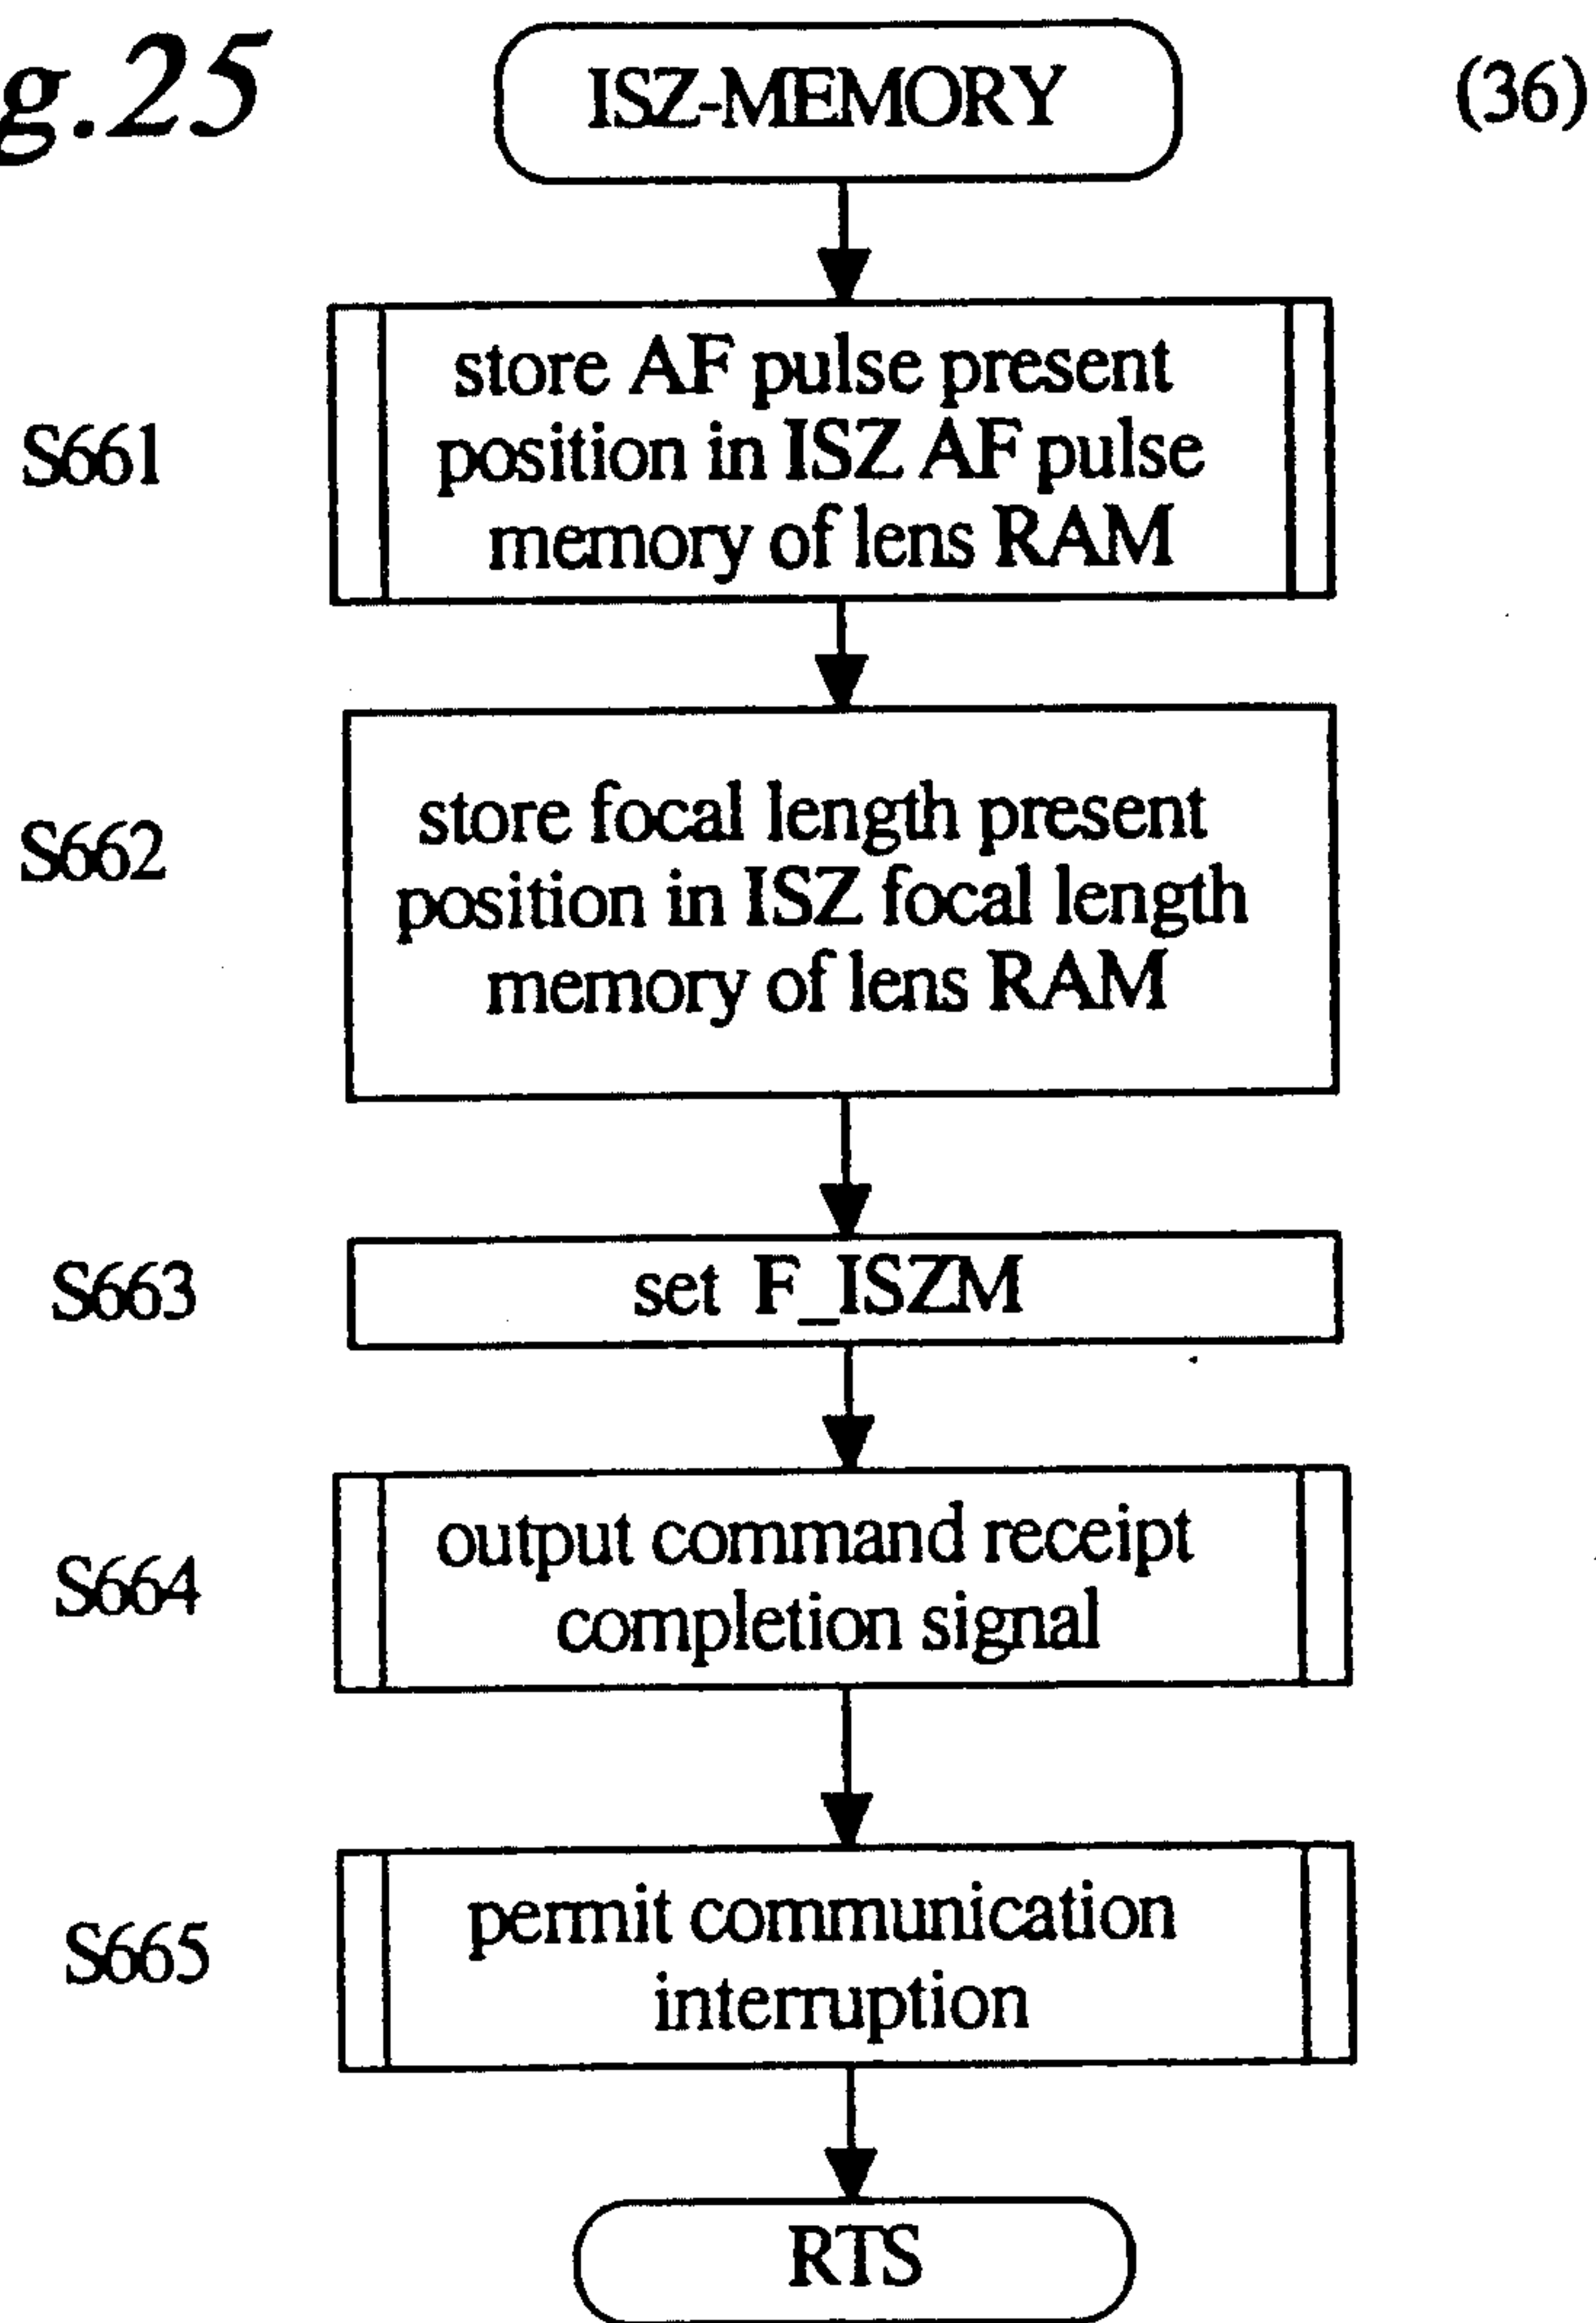 g.25
ISZ-MEMORY
(36)
S661
store AF pulse present
position in ISZ AF pulse
memory of lens RAM
S662
store focal length present
position in ISZ focal length
memory of lens RAM
S663
set F_ISZM
S664
output command receipt
completion signal
S665
permit communication
interruption
RTS